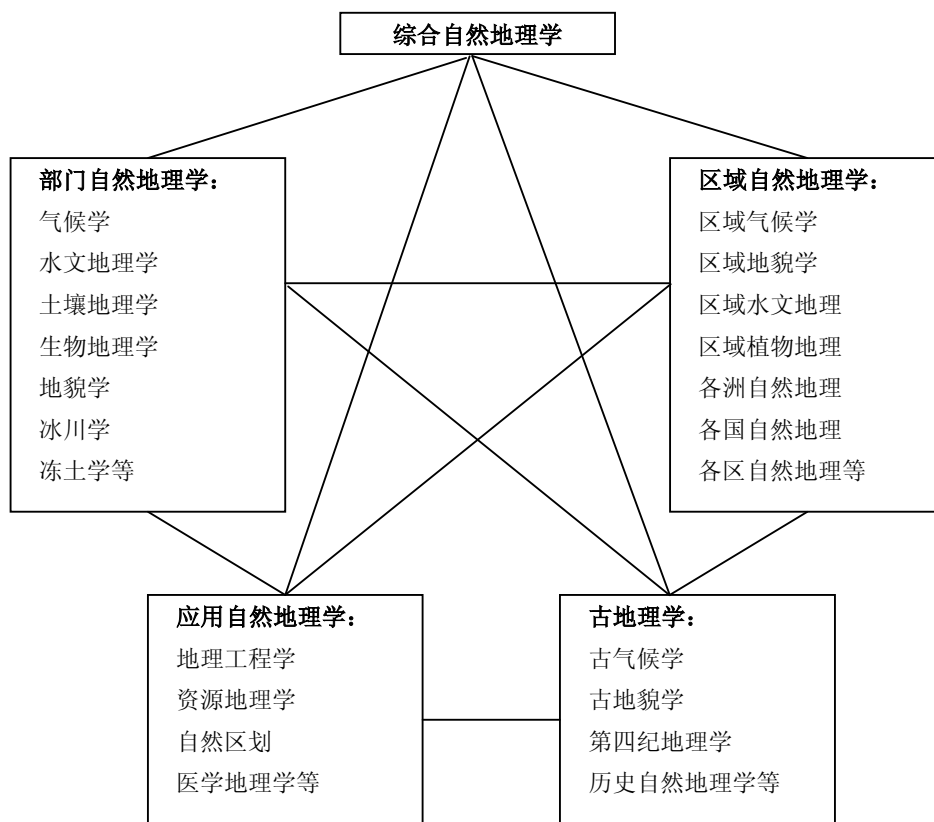 综合自然地理学
部门自然地理学：
气候学
水文地理学
土壤地理学
生物地理学
地貌学
冰川学
冻土学等
区域自然地理学：
区域气候学
区域地貌学
区域水文地理
区域植物地理
各洲自然地理
各国自然地理
各区自然地理等
应用自然地理学：
地理工程学
资源地理学
自然区划
医学地理学等
古地理学：
古气候学
古地貌学
第四纪地理学
历史自然地理学等